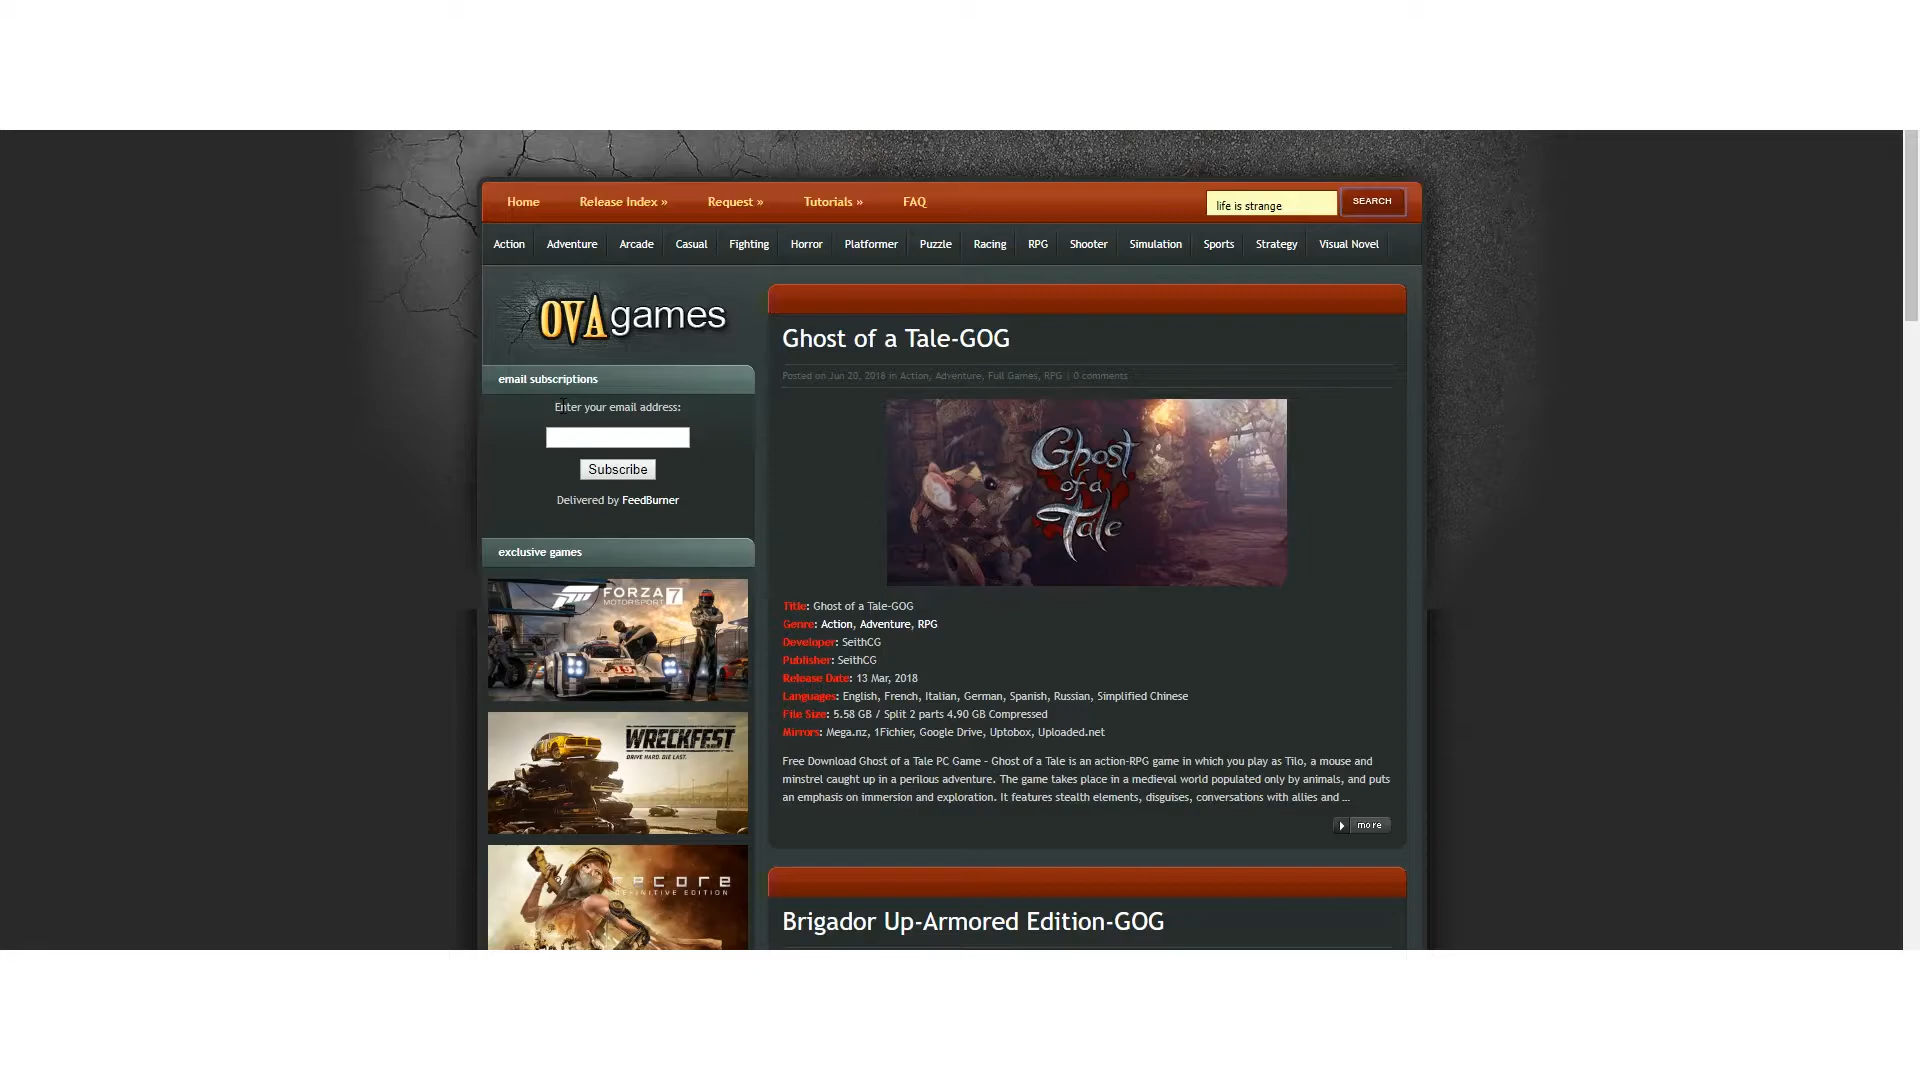 Home Release Index » Request » Tutorials » FAQ life is strange SEARCH
Action Adventure Arcade Casual Fighting Horror Platformer Puzzle Racing RPG Shooter Simulation Sports Strategy Visual Novel
OVAgames
email subscriptions
Enter your email address:
Subscribe
Delivered by FeedBurner
exclusive games
FORZA 7
MOTORSPORT
19
WRECKFEST
DRIVE HARD. DIE LAST.
recore
DEFINITIVE EDITION
Ghost of a Tale-GOG
Posted on Jun 20, 2018 in Action, Adventure, Full Games, RPG | 0 comments
Ghost
of a
Tale
Title: Ghost of a Tale-GOG
Genre: Action, Adventure, RPG
Developer: SeithCG
Publisher: SeithCG
Release Date: 13 Mar, 2018
Languages: English, French, Italian, German, Spanish, Russian, Simplified Chinese
File Size: 5.58 GB / Split 2 parts 4.90 GB Compressed
Mirrors: Mega.nz, 1Fichier, Google Drive, Uptobox, Uploaded.net
Free Download Ghost of a Tale PC Game – Ghost of a Tale is an action-RPG game in which you play as Tilo, a mouse and
minstrel caught up in a perilous adventure. The game takes place in a medieval world populated only by animals, and puts
an emphasis on immersion and exploration. It features stealth elements, disguises, conversations with allies and ...
more
Brigador Up-Armored Edition-GOG